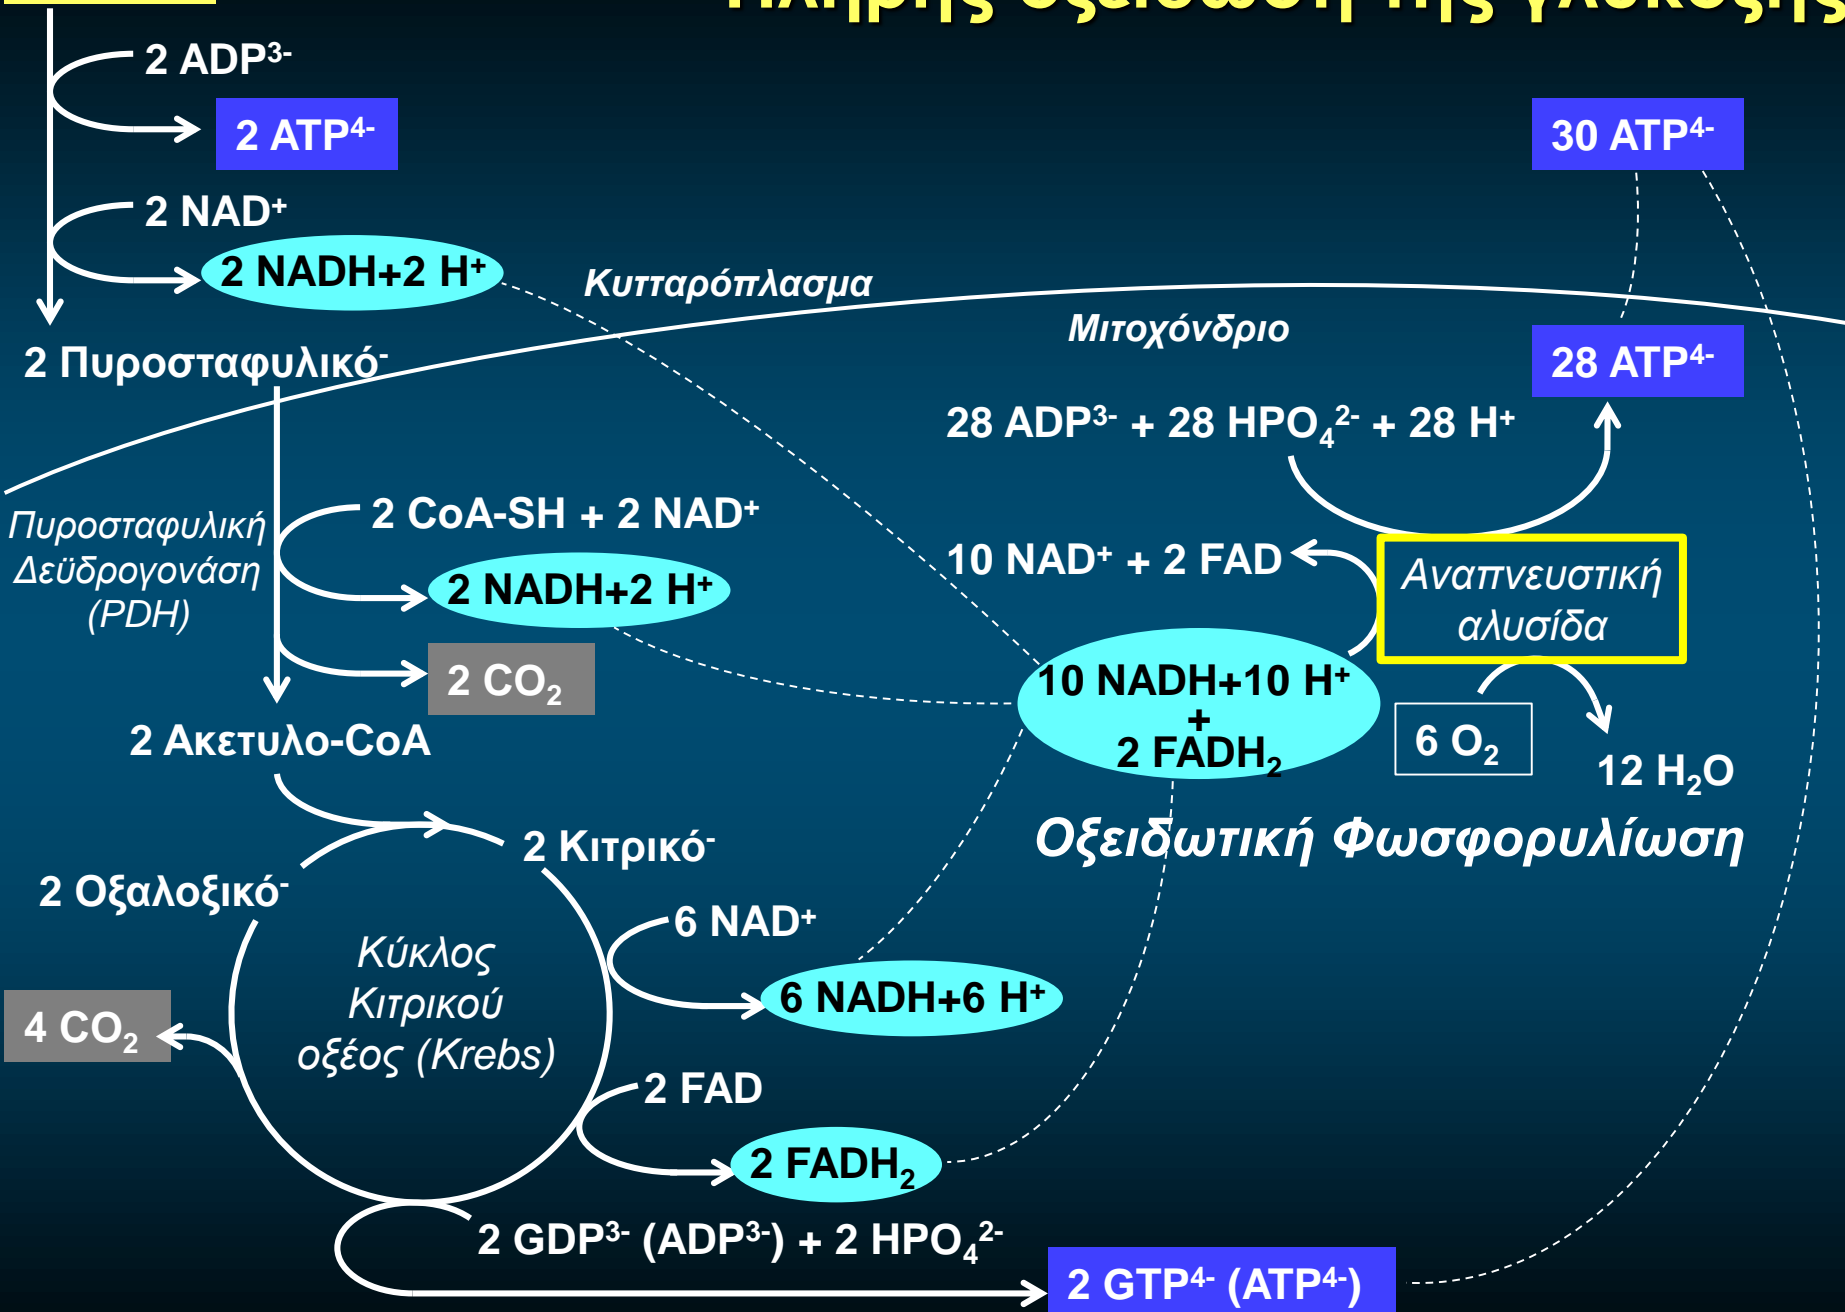 Πλήρης οξείδωση της γλυκόζης
2 ADP³⁻
2 ATP⁴⁻
30 ATP⁴⁻
2 NAD⁺
2 NADH+2 H⁺
Κυτταρόπλασμα
Μιτοχόνδριο
2 Πυροσταφυλικό⁻
28 ATP⁴⁻
28 ADP³⁻ + 28 HPO₄²⁻ + 28 H⁺
Πυροσταφυλική
Δεϋδρογονάση
(PDH)
2 CoA-SH + 2 NAD⁺
2 NADH+2 H⁺
2 CO₂
10 NAD⁺ + 2 FAD
Αναπνευστική
αλυσίδα
10 NADH+10 H⁺
+
2 FADH₂
6 O₂
12 H₂O
2 Ακετυλο-CoA
Οξειδωτική Φωσφορυλίωση
2 Κιτρικό⁻
2 Οξαλοξικό⁻
Κύκλος
Κιτρικού
οξέος (Krebs)
6 NAD⁺
6 NADH+6 H⁺
4 CO₂
2 FAD
2 FADH₂
2 GDP³⁻ (ADP³⁻) + 2 HPO₄²⁻
2 GTP⁴⁻ (ATP⁴⁻)